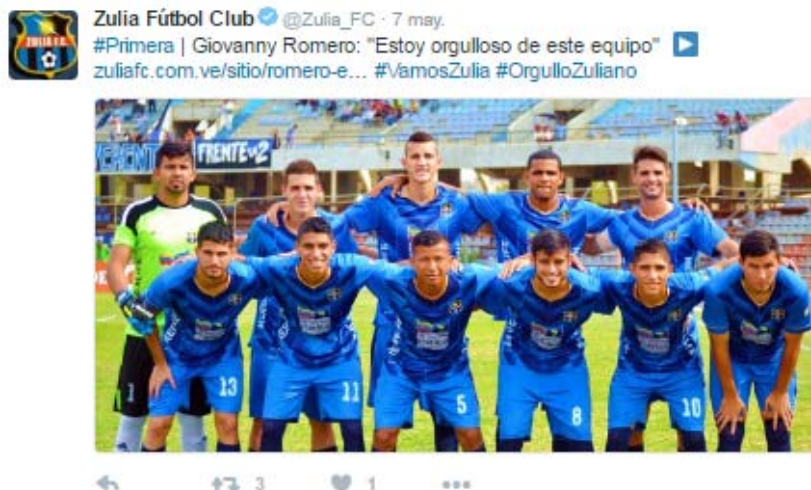 Zulia Fútbol Club @Zulia_FC · 7 may.
#Primera | Giovanny Romero: "Estoy orgulloso de este equipo"
zuliafc.com.ve/sitio/romero-e... #VamosZulia #OrgulloZuliano
ZULIA F.C.
FRENTE
13
11
5
8
10
3
1